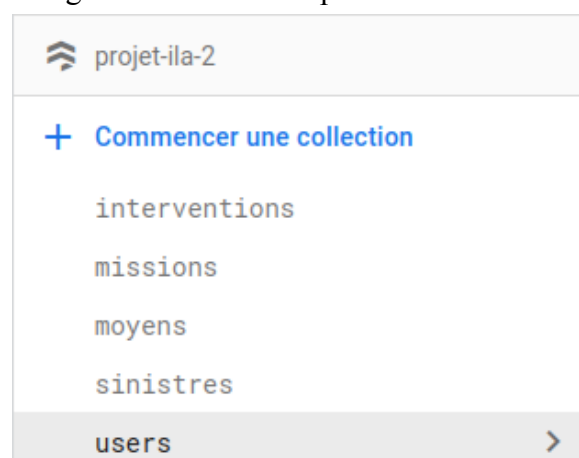 projet-ila-2
Commencer une collection
interventions
missions
moyens
sinistres
users